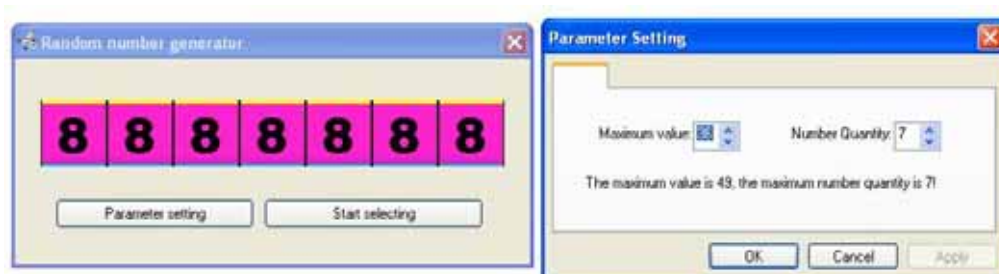 Random number generator
8 8 8 8 8 8 8
Parameter setting Start selecting
Parameter Setting
Maximum value: Number Quantity: 7
The maximum value is 49, the maximum number quantity is 7!
OK Cancel Apply